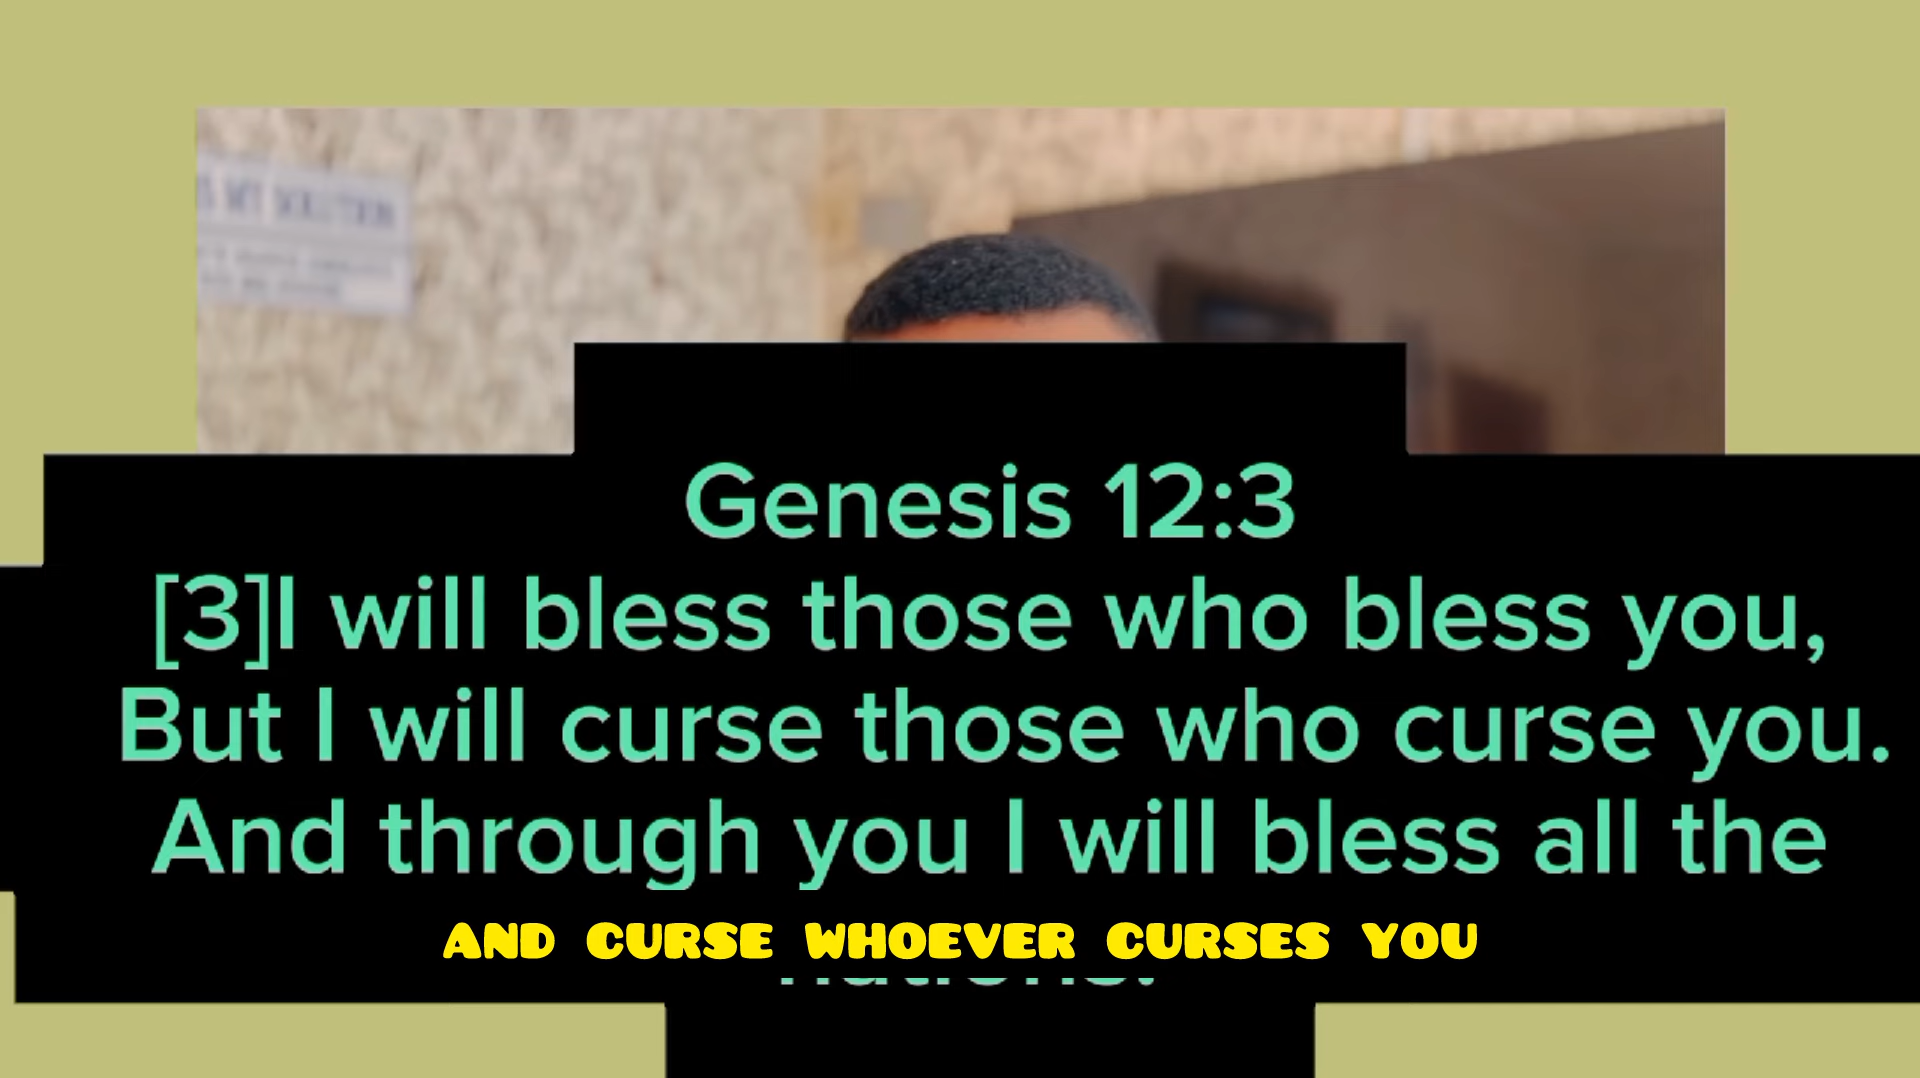 Genesis 12:3
[3]I will bless those who bless you,
But I will curse those who curse you.
And through you I will bless all the
AND CURSE WHOEVER CURSES YOU
nations.